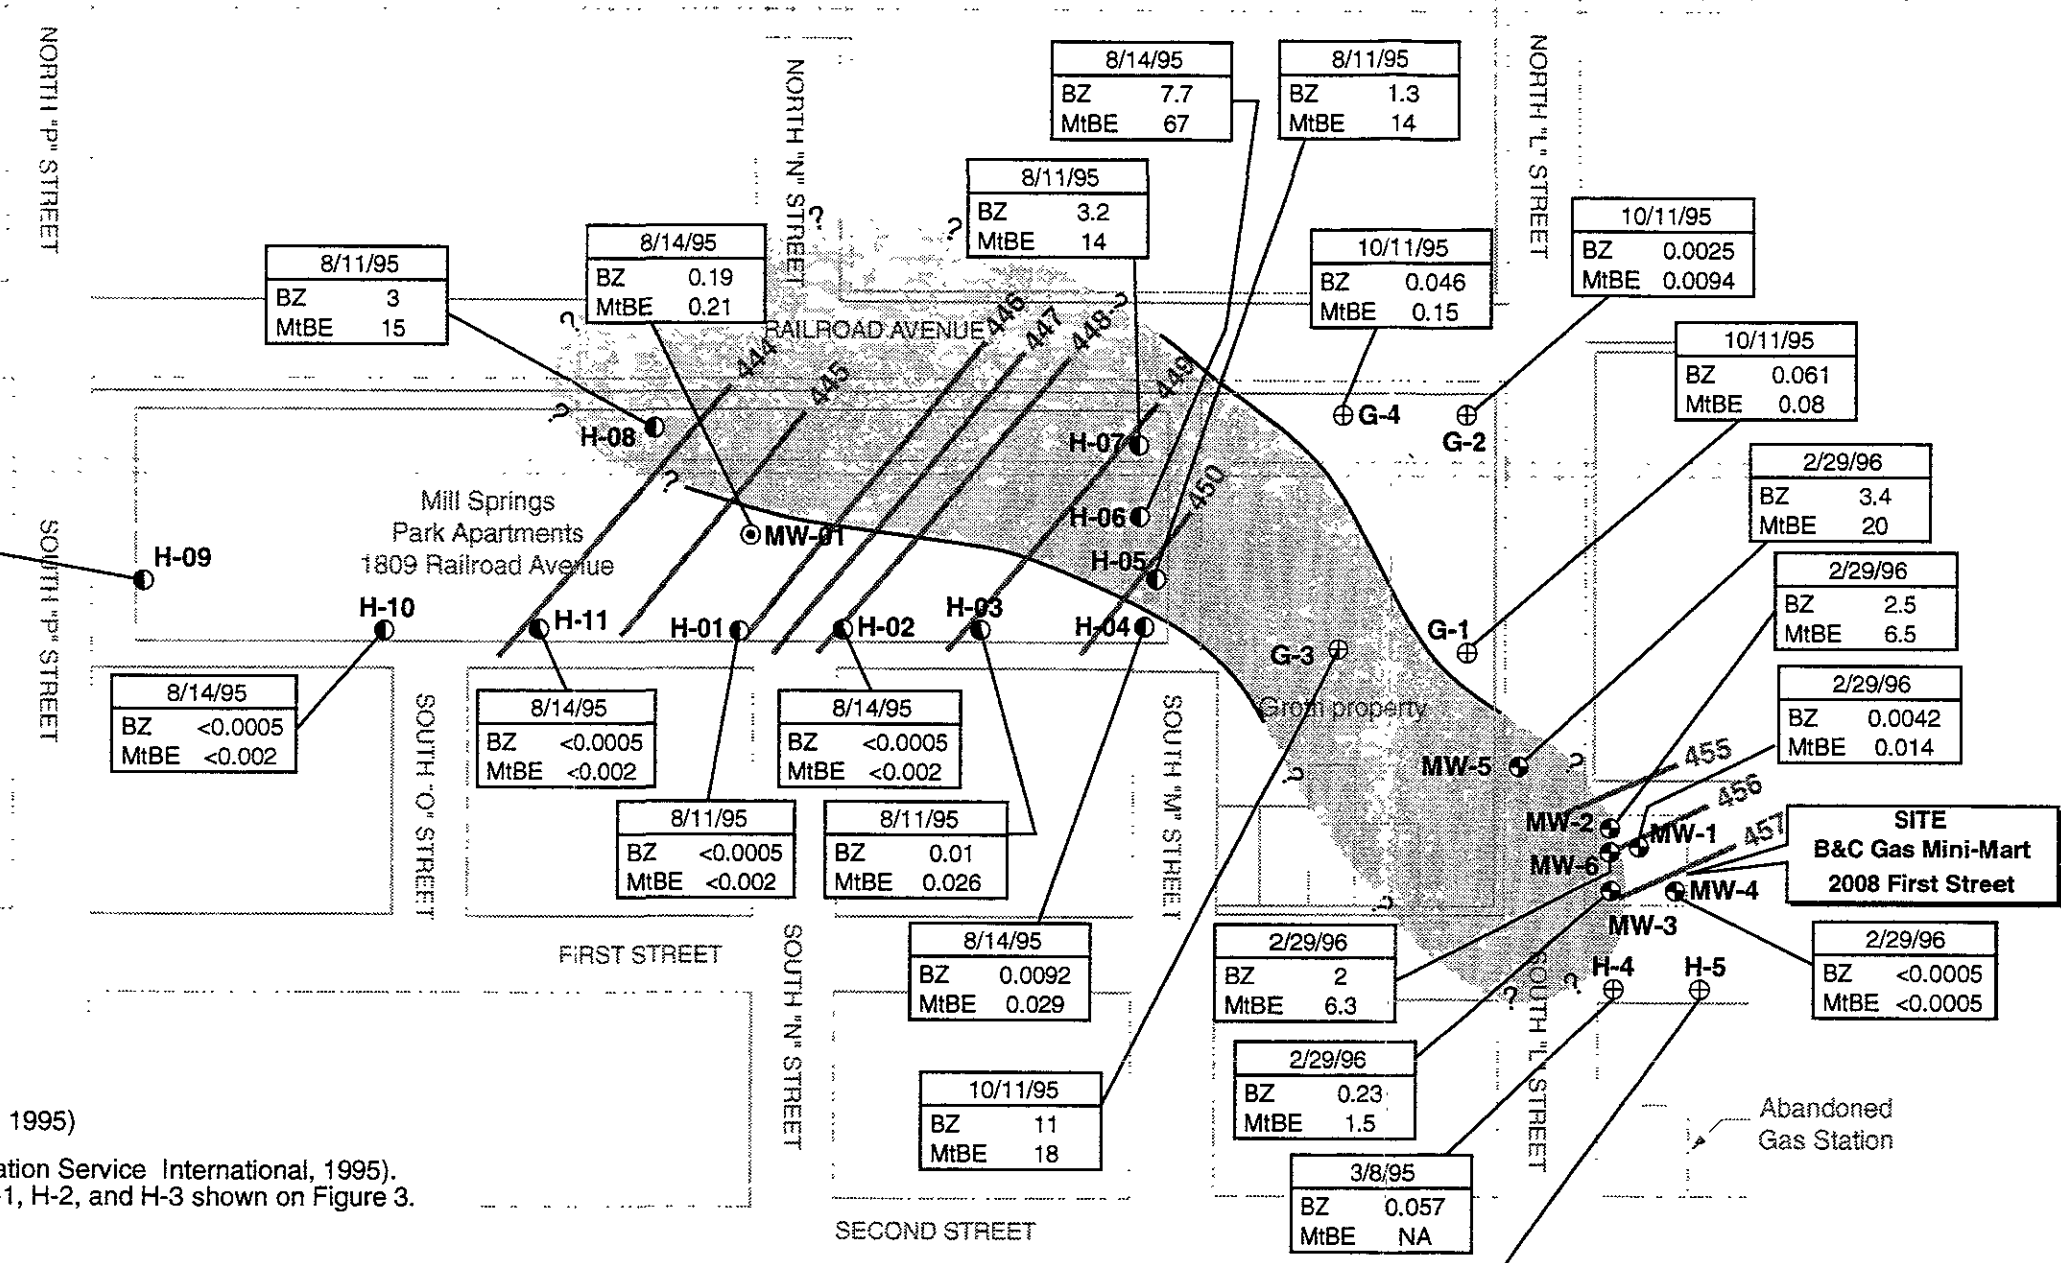 NORTH "P" STREET
NORTH "N" STREET
NORTH "L" STREET
8/14/95
BZ 7.7
MtBE 67
8/11/95
BZ 1.3
MtBE 14
8/11/95
BZ 3.2
MtBE 14
8/14/95
BZ 0.19
MtBE 0.21
8/11/95
BZ 3
MtBE 15
10/11/95
BZ 0.046
MtBE 0.15
10/11/95
BZ 0.0025
MtBE 0.0094
10/11/95
BZ 0.061
MtBE 0.08
2/29/96
BZ 3.4
MtBE 20
2/29/96
BZ 2.5
MtBE 6.5
2/29/96
BZ 0.0042
MtBE 0.014
?
?
?
?
?
?
RAILROAD AVENUE
444
445
446
447
448
449
450
H-08
H-07
H-06
H-05
G-4
G-2
Mill Springs
Park Apartments
1809 Railroad Avenue
MW-01
H-09
H-10
H-11
H-01
H-02
H-03
H-04
G-3
G-1
Grotti property
MW-5
?
?
?
?
?
455
456
457
MW-2
MW-1
MW-6
MW-4
MW-3
H-4
H-5
SITE
B&C Gas Mini-Mart
2008 First Street
SOUTH "P" STREET
SOUTH "O" STREET
SOUTH "N" STREET
SOUTH "M" STREET
SOUTH "L" STREET
8/14/95
BZ <0.0005
MtBE <0.002
8/14/95
BZ <0.0005
MtBE <0.002
8/14/95
BZ <0.0005
MtBE <0.002
8/11/95
BZ <0.0005
MtBE <0.002
8/11/95
BZ 0.01
MtBE 0.026
8/14/95
BZ 0.0092
MtBE 0.029
2/29/96
BZ 2
MtBE 6.3
2/29/96
BZ <0.0005
MtBE <0.0005
2/29/96
BZ 0.23
MtBE 1.5
10/11/95
BZ 11
MtBE 18
3/8/95
BZ 0.057
MtBE NA
FIRST STREET
SECOND STREET
Abandoned
Gas Station
1995)
ation Service International, 1995).
-1, H-2, and H-3 shown on Figure 3.